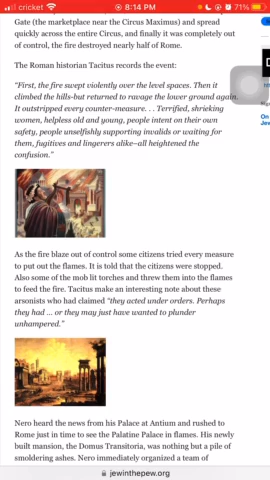 cricket
8:14 PM
71%
Gate (the marketplace near the Circus Maximus) and spread
quickly across the entire Circus, and finally it was completely out
of control, the fire destroyed nearly half of Rome.
The Roman historian Tacitus records the event:
“First, the fire swept violently over the level spaces. Then it
climbed the hills-but returned to ravage the lower ground again.
It outstripped every counter-measure. . . Terrified, shrieking
women, helpless old and young, people intent on their own
safety, people unselfishly supporting invalids or waiting for
them, fugitives and lingerers alike–all heightened the
confusion.”
On
Jew
As the fire blaze out of control some citizens tried every measure
to put out the flames. It is told that the citizens were stopped.
Also some of the mob lit torches and threw them into the flames
to feed the fire. Tacitus make an interesting note about these
arsonists who had claimed “they acted under orders. Perhaps
they had ... or they may just have wanted to plunder
unhampered.”
Nero heard the news from his Palace at Antium and rushed to
Rome just in time to see the Palatine Palace in flames. His newly
built mansion, the Domus Transitoria, was nothing but a pile of
smoldering ashes. Nero immediately organized a team of
jewinthepew.org